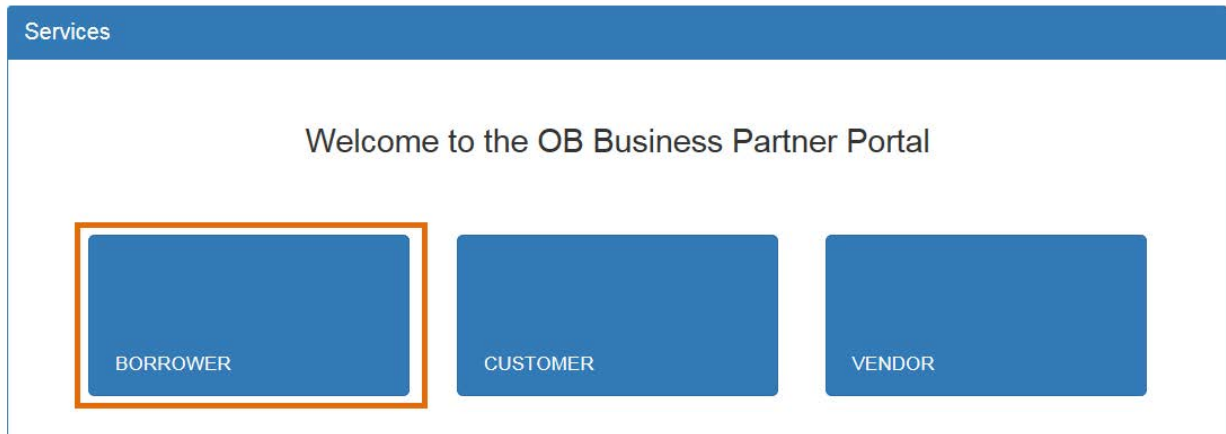 Services
Welcome to the OB Business Partner Portal
BORROWER
CUSTOMER
VENDOR